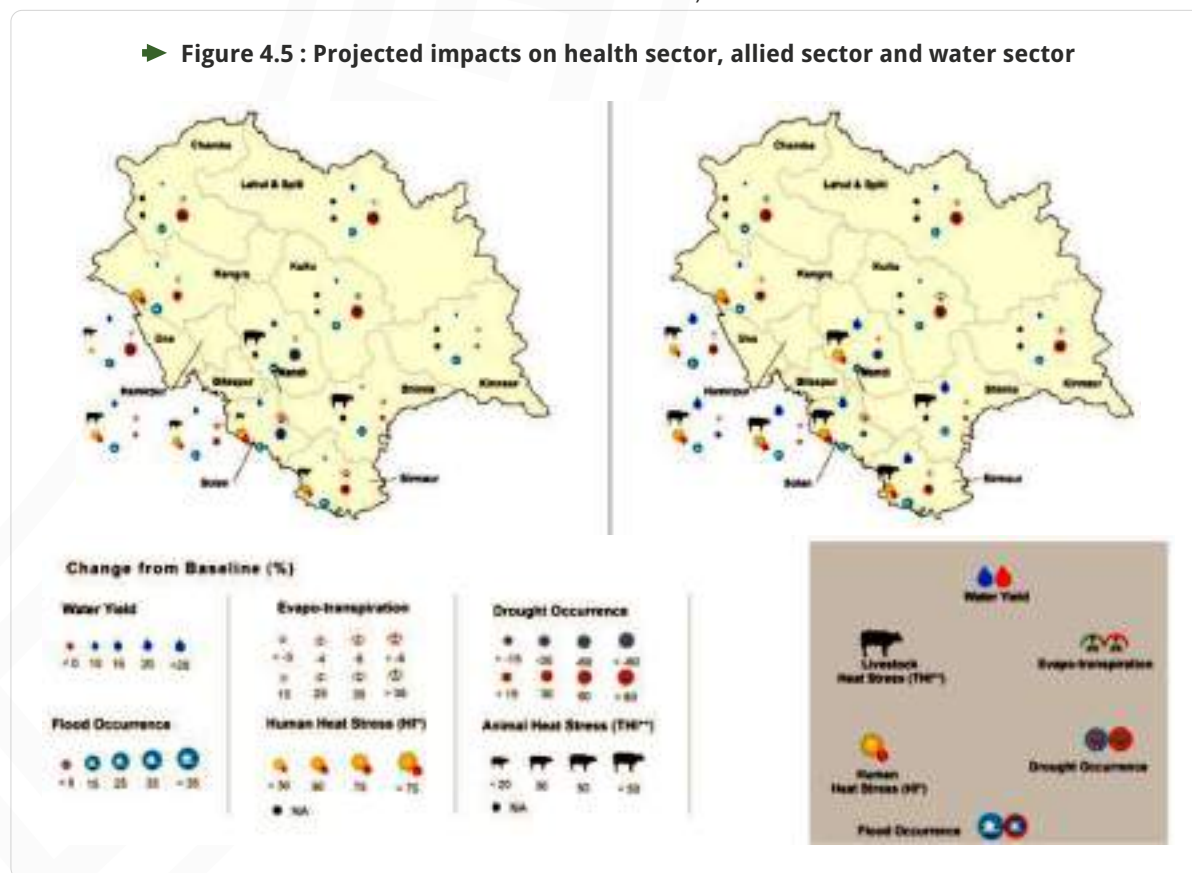 Figure 4.5 : Projected impacts on health sector, allied sector and water sector
Chamba
Lahul & Spiti
Kangra
Kullu
Una
Mandi
Hamirpur
Bilaspur
Shimla
Kinnaur
Solan
Sirmaur
Chamba
Lahul & Spiti
Kangra
Kullu
Una
Mandi
Hamirpur
Bilaspur
Shimla
Kinnaur
Solan
Sirmaur
Change from Baseline (%)
Water Yield
Evapo-transpiration
Drought Occurrence
Flood Occurrence
Human Heat Stress (HI*)
Animal Heat Stress (THI**)
NA
NA
Water Yield
Livestock
Heat Stress (THI**)
Evapo-transpiration
Human
Heat Stress (HI*)
Drought Occurrence
Flood Occurrence